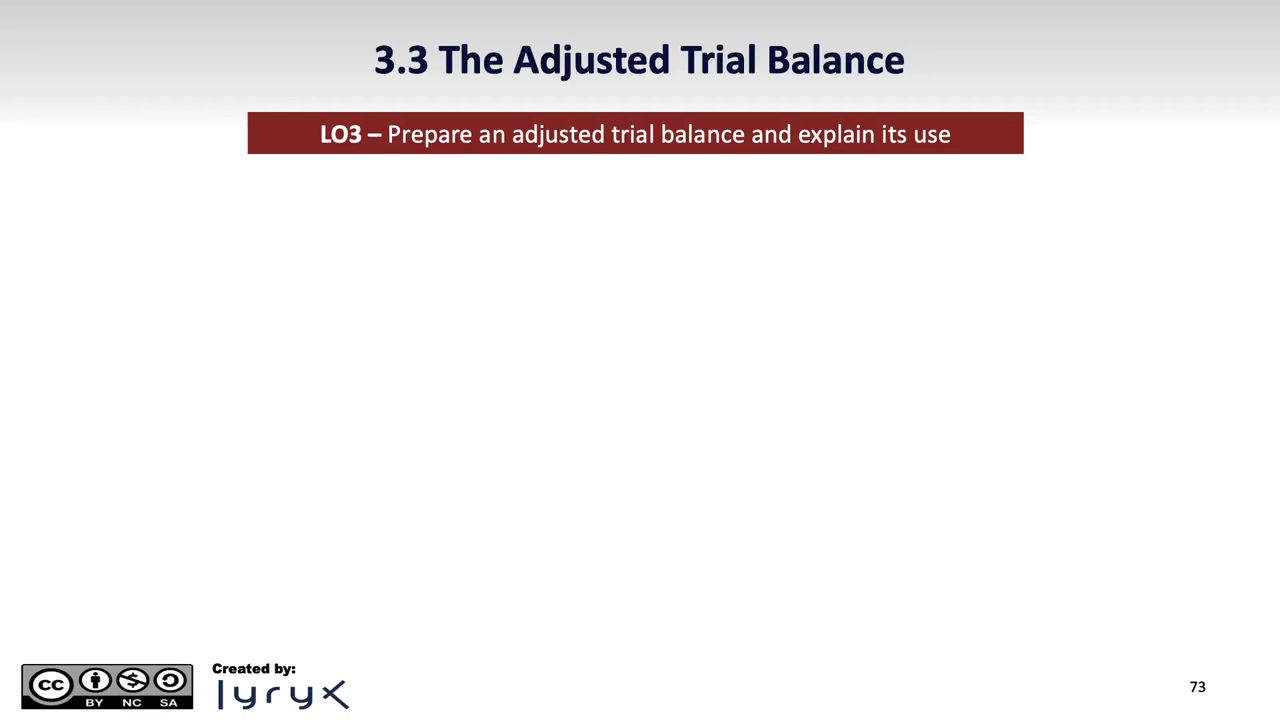 3.3 The Adjusted Trial Balance
LO3 – Prepare an adjusted trial balance and explain its use
Created by:
lyryx
cc
BY NC SA
73